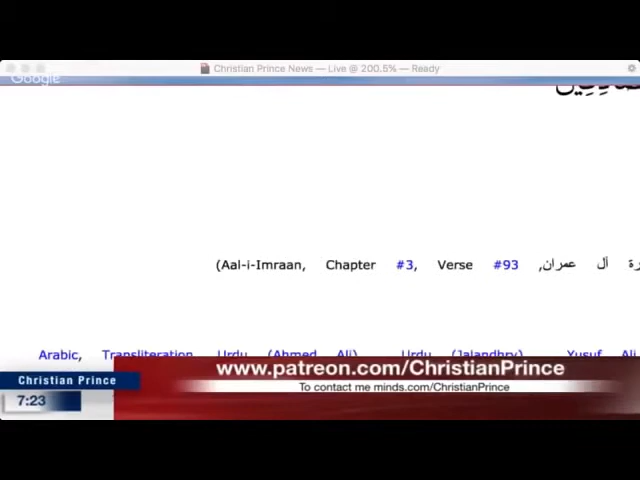 Christian Prince News — Live @ 200.5% — Ready
Google
(Aal-i-Imraan, Chapter #3, Verse #93 آل عمران,
Arabic, Transliteration, Urdu (Ahmed Ali), Urdu (Jalandhry), Yusuf Ali
www.patreon.com/ChristianPrince
Christian Prince
To contact me minds.com/ChristianPrince
7:23